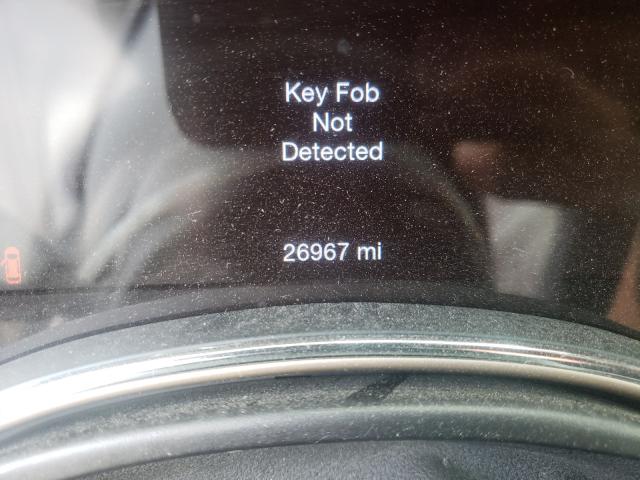 Key Fob
Not
Detected
26967 mi